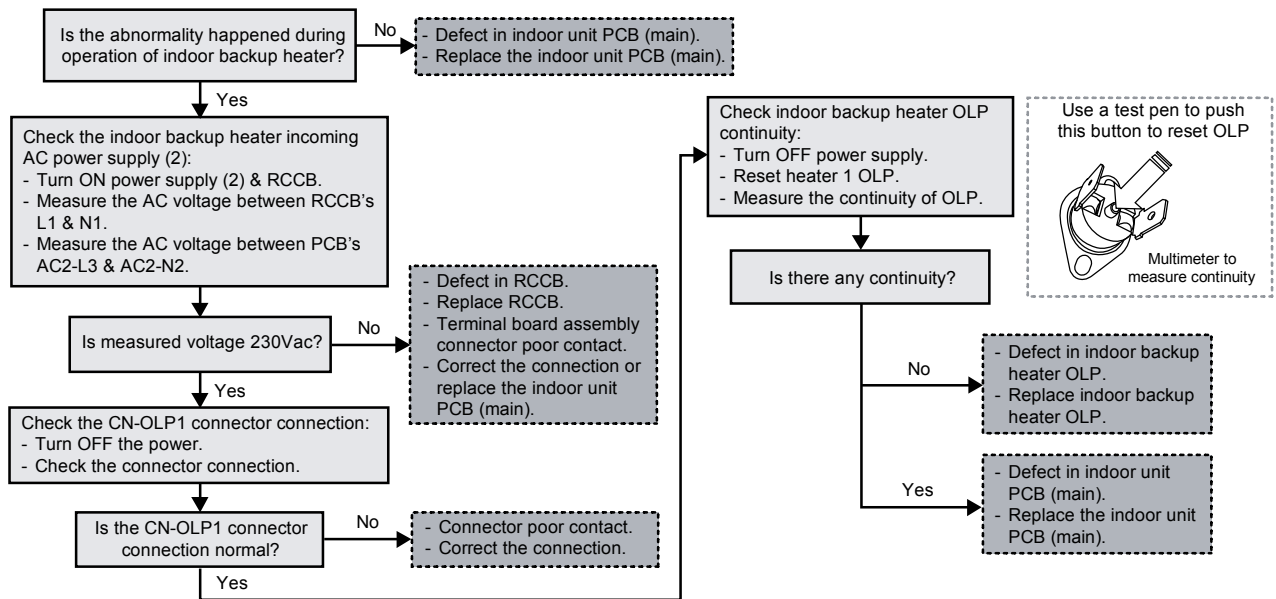 Is the abnormality happened during
operation of indoor backup heater?
No
- Defect in indoor unit PCB (main).
- Replace the indoor unit PCB (main).
Yes
Check the indoor backup heater incoming
AC power supply (2):
- Turn ON power supply (2) & RCCB.
- Measure the AC voltage between RCCB's
L1 & N1.
- Measure the AC voltage between PCB's
AC2-L3 & AC2-N2.
Is measured voltage 230Vac?
No
- Defect in RCCB.
- Replace RCCB.
- Terminal board assembly
connector poor contact.
- Correct the connection or
replace the indoor unit
PCB (main).
Yes
Check the CN-OLP1 connector connection:
- Turn OFF the power.
- Check the connector connection.
Is the CN-OLP1 connector
connection normal?
No
- Connector poor contact.
- Correct the connection.
Yes
Check indoor backup heater OLP
continuity:
- Turn OFF power supply.
- Reset heater 1 OLP.
- Measure the continuity of OLP.
Is there any continuity?
No
- Defect in indoor backup
heater OLP.
- Replace indoor backup
heater OLP.
Yes
- Defect in indoor unit
PCB (main).
- Replace the indoor unit
PCB (main).
Use a test pen to push
this button to reset OLP
Multimeter to
measure continuity